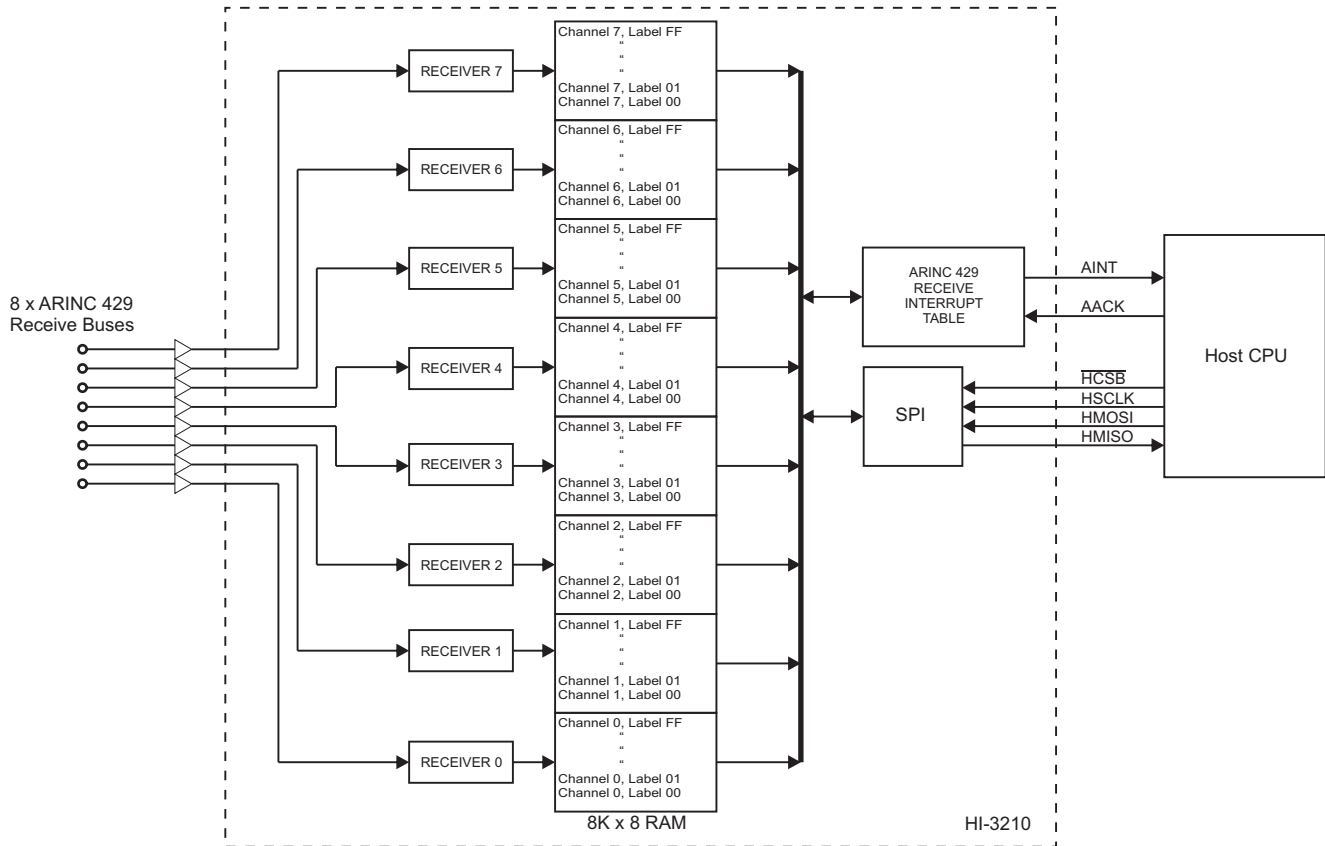 8 x ARINC 429
Receive Buses
RECEIVER 7
RECEIVER 6
RECEIVER 5
RECEIVER 4
RECEIVER 3
RECEIVER 2
RECEIVER 1
RECEIVER 0
Channel 7, Label FF
“
“
“
Channel 7, Label 01
Channel 7, Label 00
Channel 6, Label FF
“
“
“
Channel 6, Label 01
Channel 6, Label 00
Channel 5, Label FF
“
“
“
Channel 5, Label 01
Channel 5, Label 00
Channel 4, Label FF
“
“
“
Channel 4, Label 01
Channel 4, Label 00
Channel 3, Label FF
“
“
“
Channel 3, Label 01
Channel 3, Label 00
Channel 2, Label FF
“
“
“
Channel 2, Label 01
Channel 2, Label 00
Channel 1, Label FF
“
“
“
Channel 1, Label 01
Channel 1, Label 00
Channel 0, Label FF
“
“
“
Channel 0, Label 01
Channel 0, Label 00
8K x 8 RAM
ARINC 429
RECEIVE
INTERRUPT
TABLE
SPI
AINT
AACK
HCSB
HSCLK
HMOSI
HMISO
Host CPU
HI-3210